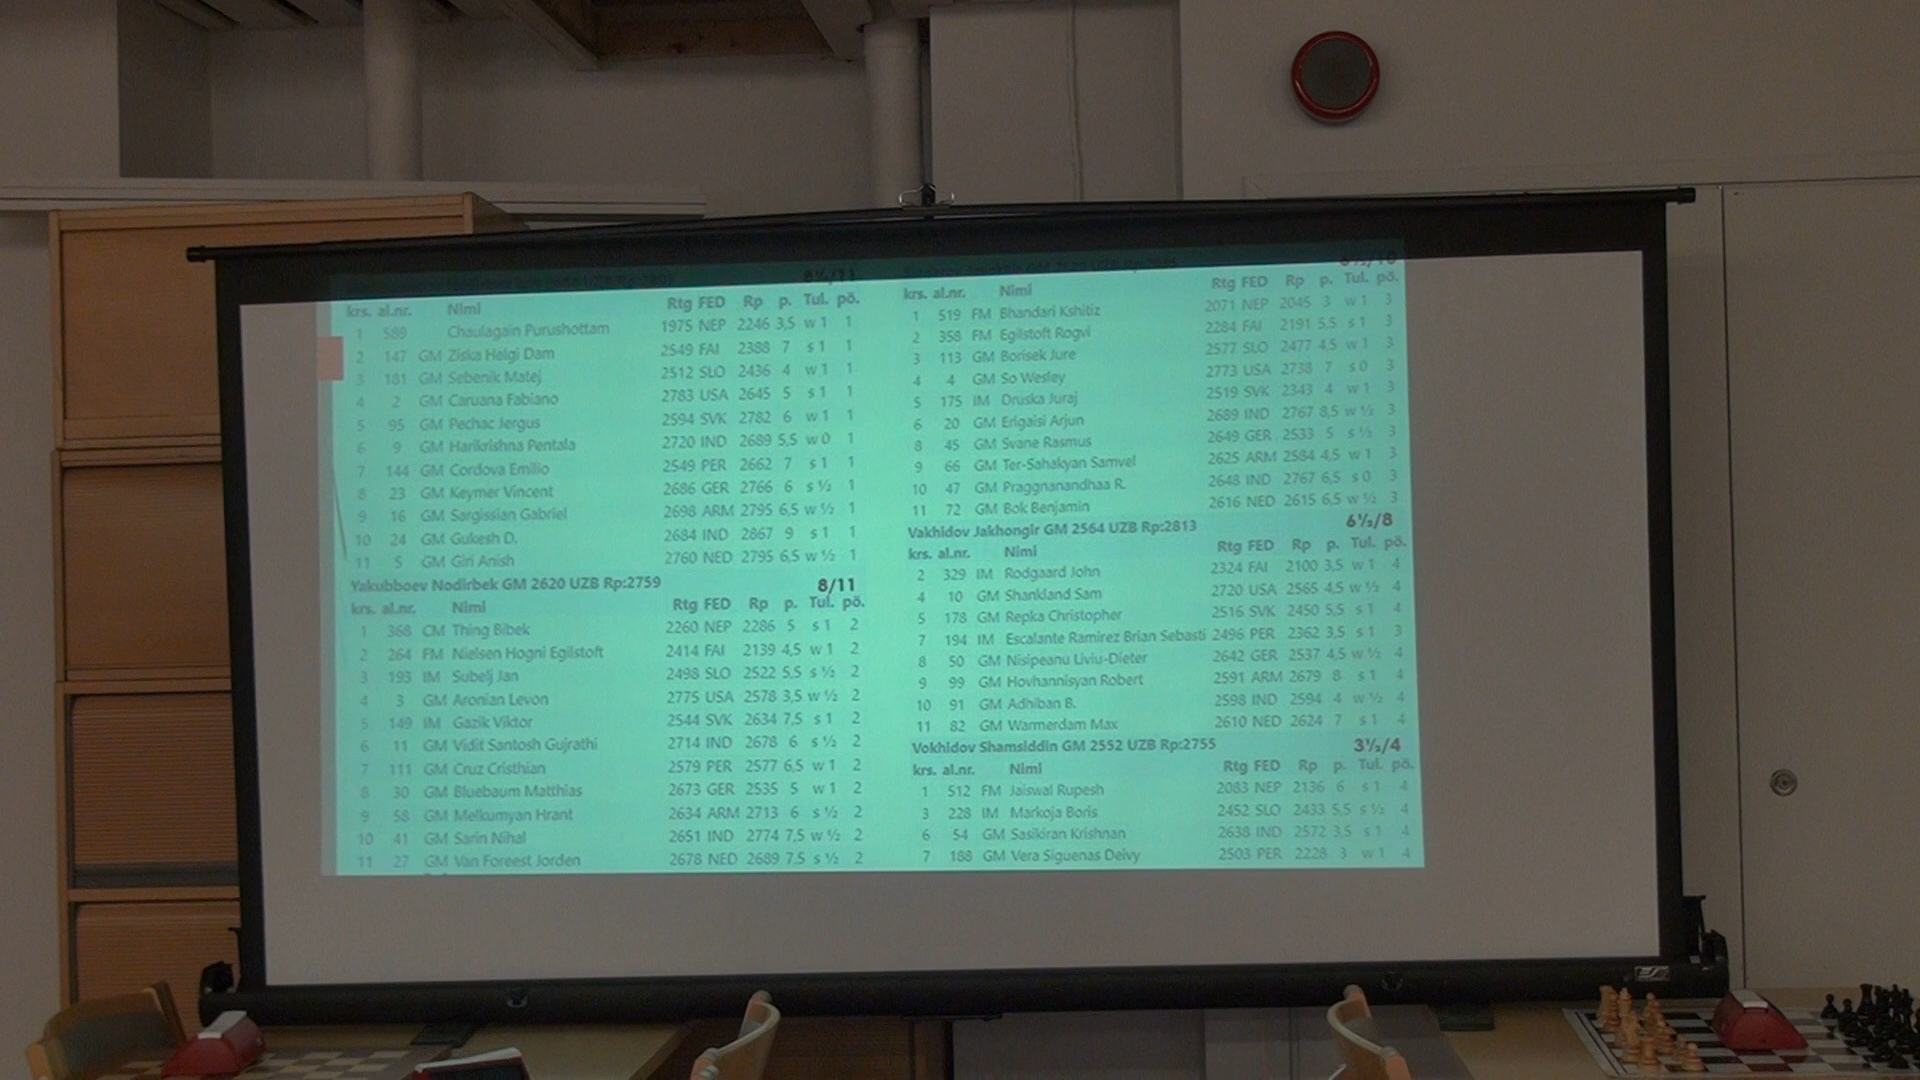 8½/11
krs. al.nr. Nimi Rtg FED Rp p. Tul. pö.
1 589 Chaulagain Purushottam 1975 NEP 2246 3,5 w 1 1
2 147 GM Ziska Helgi Dam 2549 FAI 2388 7 s 1 1
3 181 GM Sebenik Matej 2512 SLO 2436 4 w 1 1
4 2 GM Caruana Fabiano 2783 USA 2645 5 s 1 1
5 95 GM Pechac Jergus 2594 SVK 2782 6 w 1 1
6 9 GM Harikrishna Pentala 2720 IND 2689 5,5 w 0 1
7 144 GM Cordova Emilio 2549 PER 2662 7 s 1 1
8 23 GM Keymer Vincent 2686 GER 2766 6 s ½ 1
9 16 GM Sargissian Gabriel 2698 ARM 2795 6,5 w ½ 1
10 24 GM Gukesh D. 2684 IND 2867 9 s 1 1
11 5 GM Giri Anish 2760 NED 2795 6,5 w ½ 1
Yakubboev Nodirbek GM 2620 UZB Rp:2759 8/11
krs. al.nr. Nimi Rtg FED Rp p. Tul. pö.
1 368 CM Thing Bibek 2260 NEP 2286 5 s 1 2
2 264 FM Nielsen Hogni Egilstoft 2414 FAI 2139 4,5 w 1 2
3 193 IM Subelj Jan 2498 SLO 2522 5,5 s ½ 2
4 3 GM Aronian Levon 2775 USA 2578 3,5 w ½ 2
5 149 IM Gazik Viktor 2544 SVK 2634 7,5 s 1 2
6 11 GM Vidit Santosh Gujrathi 2714 IND 2678 6 s ½ 2
7 111 GM Cruz Cristhian 2579 PER 2577 6,5 w 1 2
8 30 GM Bluebaum Matthias 2673 GER 2535 5 w 1 2
9 58 GM Melkumyan Hrant 2634 ARM 2713 6 s ½ 2
10 41 GM Sarin Nihal 2651 IND 2774 7,5 w ½ 2
11 27 GM Van Foreest Jorden 2678 NED 2689 7,5 s ½ 2
krs. al.nr. Nimi Rtg FED Rp p. Tul. pö.
1 519 FM Bhandari Kshitiz 2071 NEP 2045 3 w 1 3
2 358 FM Egilstoft Rogvi 2284 FAI 2191 5,5 s 1 3
3 113 GM Borisek Jure 2577 SLO 2477 4,5 w 1 3
4 4 GM So Wesley 2773 USA 2738 7 s 0 3
5 175 IM Druska Juraj 2519 SVK 2343 4 w 1 3
6 20 GM Erigaisi Arjun 2689 IND 2767 8,5 w ½ 3
8 45 GM Svane Rasmus 2649 GER 2533 5 s ½ 3
9 66 GM Ter-Sahakyan Samvel 2625 ARM 2584 4,5 w 1 3
10 47 GM Praggnanandhaa R. 2648 IND 2767 6,5 s 0 3
11 72 GM Bok Benjamin 2616 NED 2615 6,5 w ½ 3
Vakhidov Jakhongir GM 2564 UZB Rp:2813 6½/8
krs. al.nr. Nimi Rtg FED Rp p. Tul. pö.
2 329 IM Rodgaard John 2324 FAI 2100 3,5 w 1 4
4 10 GM Shankland Sam 2720 USA 2565 4,5 w ½ 4
5 178 GM Repka Christopher 2516 SVK 2450 5,5 s 1 4
7 194 IM Escalante Ramirez Brian Sebasti 2496 PER 2362 3,5 s 1 3
8 50 GM Nisipeanu Liviu-Dieter 2642 GER 2537 4,5 w ½ 4
9 99 GM Hovhannisyan Robert 2591 ARM 2679 8 s 1 4
10 91 GM Adhiban B. 2598 IND 2594 4 w ½ 4
11 82 GM Warmerdam Max 2610 NED 2624 7 s 1 4
Vokhidov Shamsiddin GM 2552 UZB Rp:2755 3½/4
krs. al.nr. Nimi Rtg FED Rp p. Tul. pö.
1 512 FM Jaiswal Rupesh 2083 NEP 2136 6 s 1 4
3 228 IM Markoja Boris 2452 SLO 2433 5,5 s ½ 4
6 54 GM Sasikiran Krishnan 2638 IND 2572 3,5 s 1 4
7 188 GM Vera Siguenas Deivy 2503 PER 2228 3 w 1 4